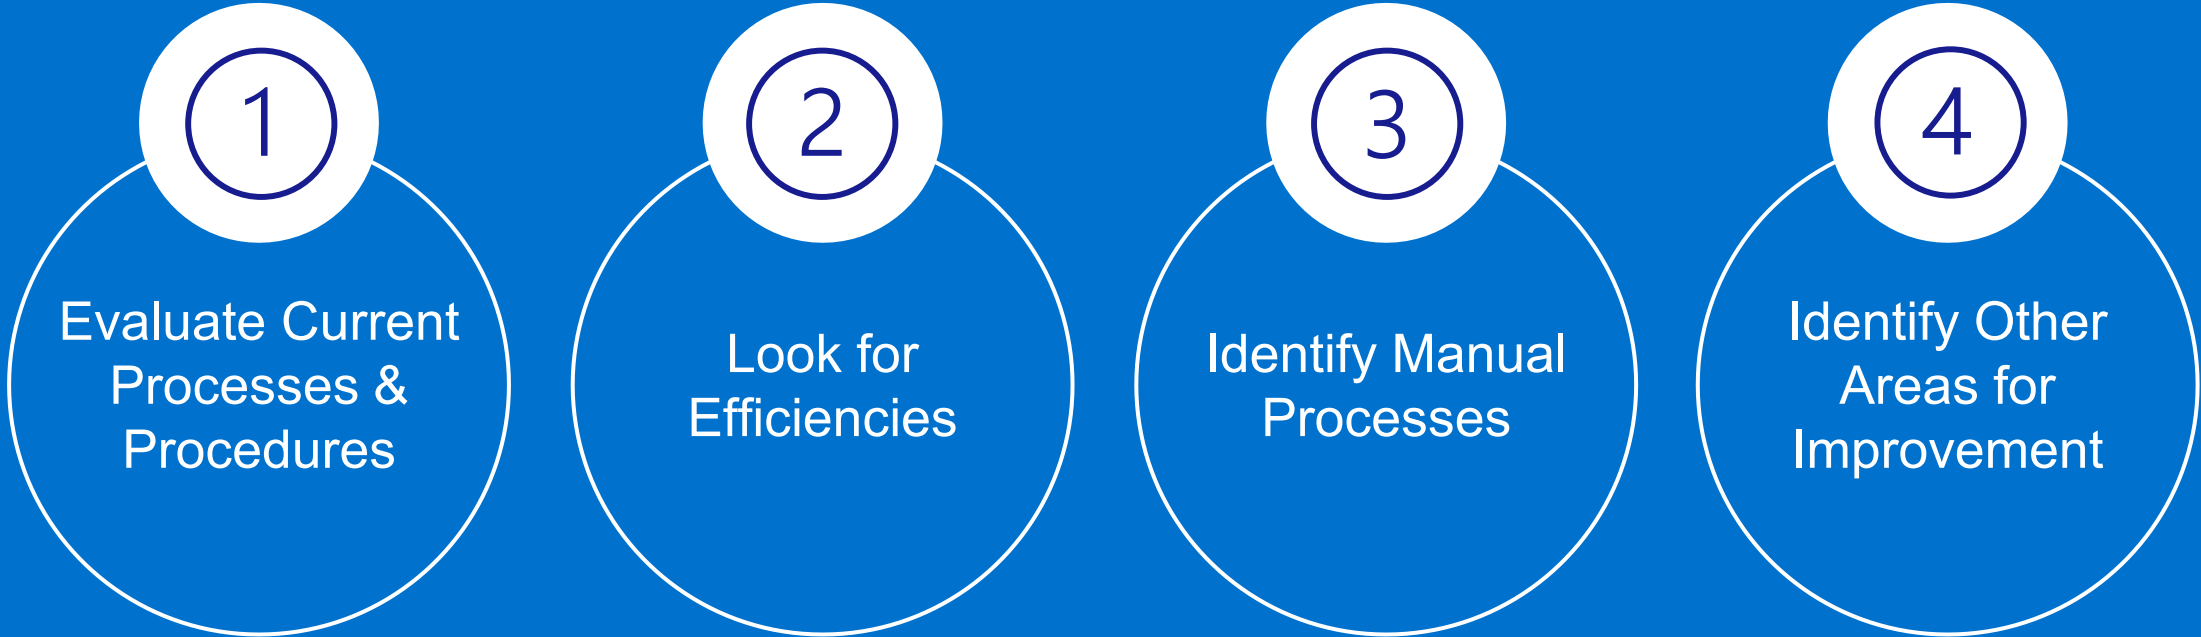 1
Evaluate Current
Processes &
Procedures
2
Look for
Efficiencies
3
Identify Manual
Processes
4
Identify Other
Areas for
Improvement